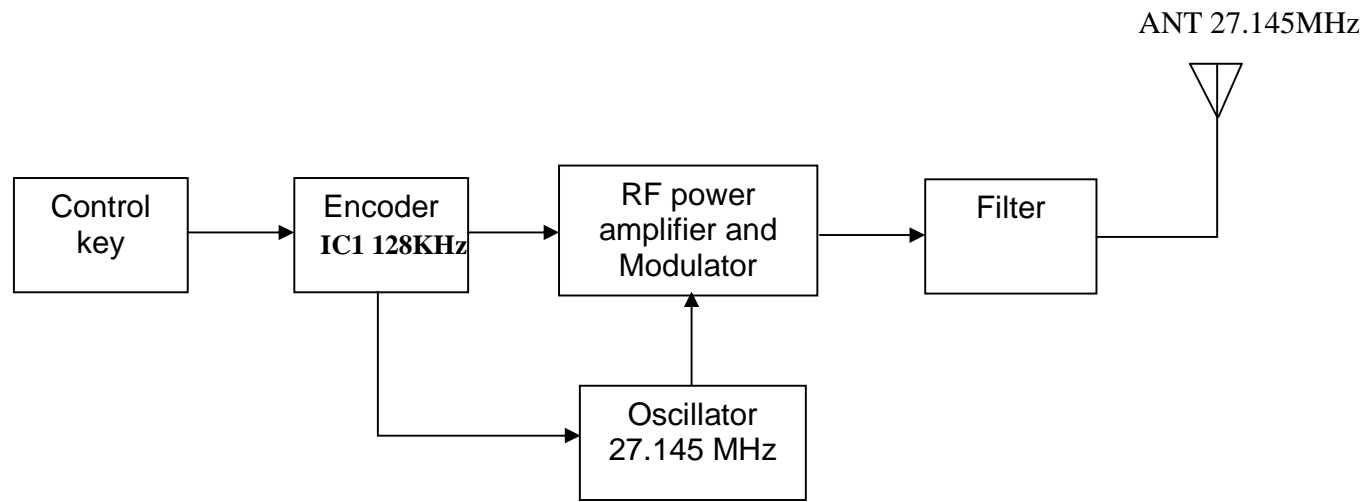 ANT 27.145MHz
Control
key
Encoder
IC1 128KHz
RF power
amplifier and
Modulator
Filter
Oscillator
27.145 MHz